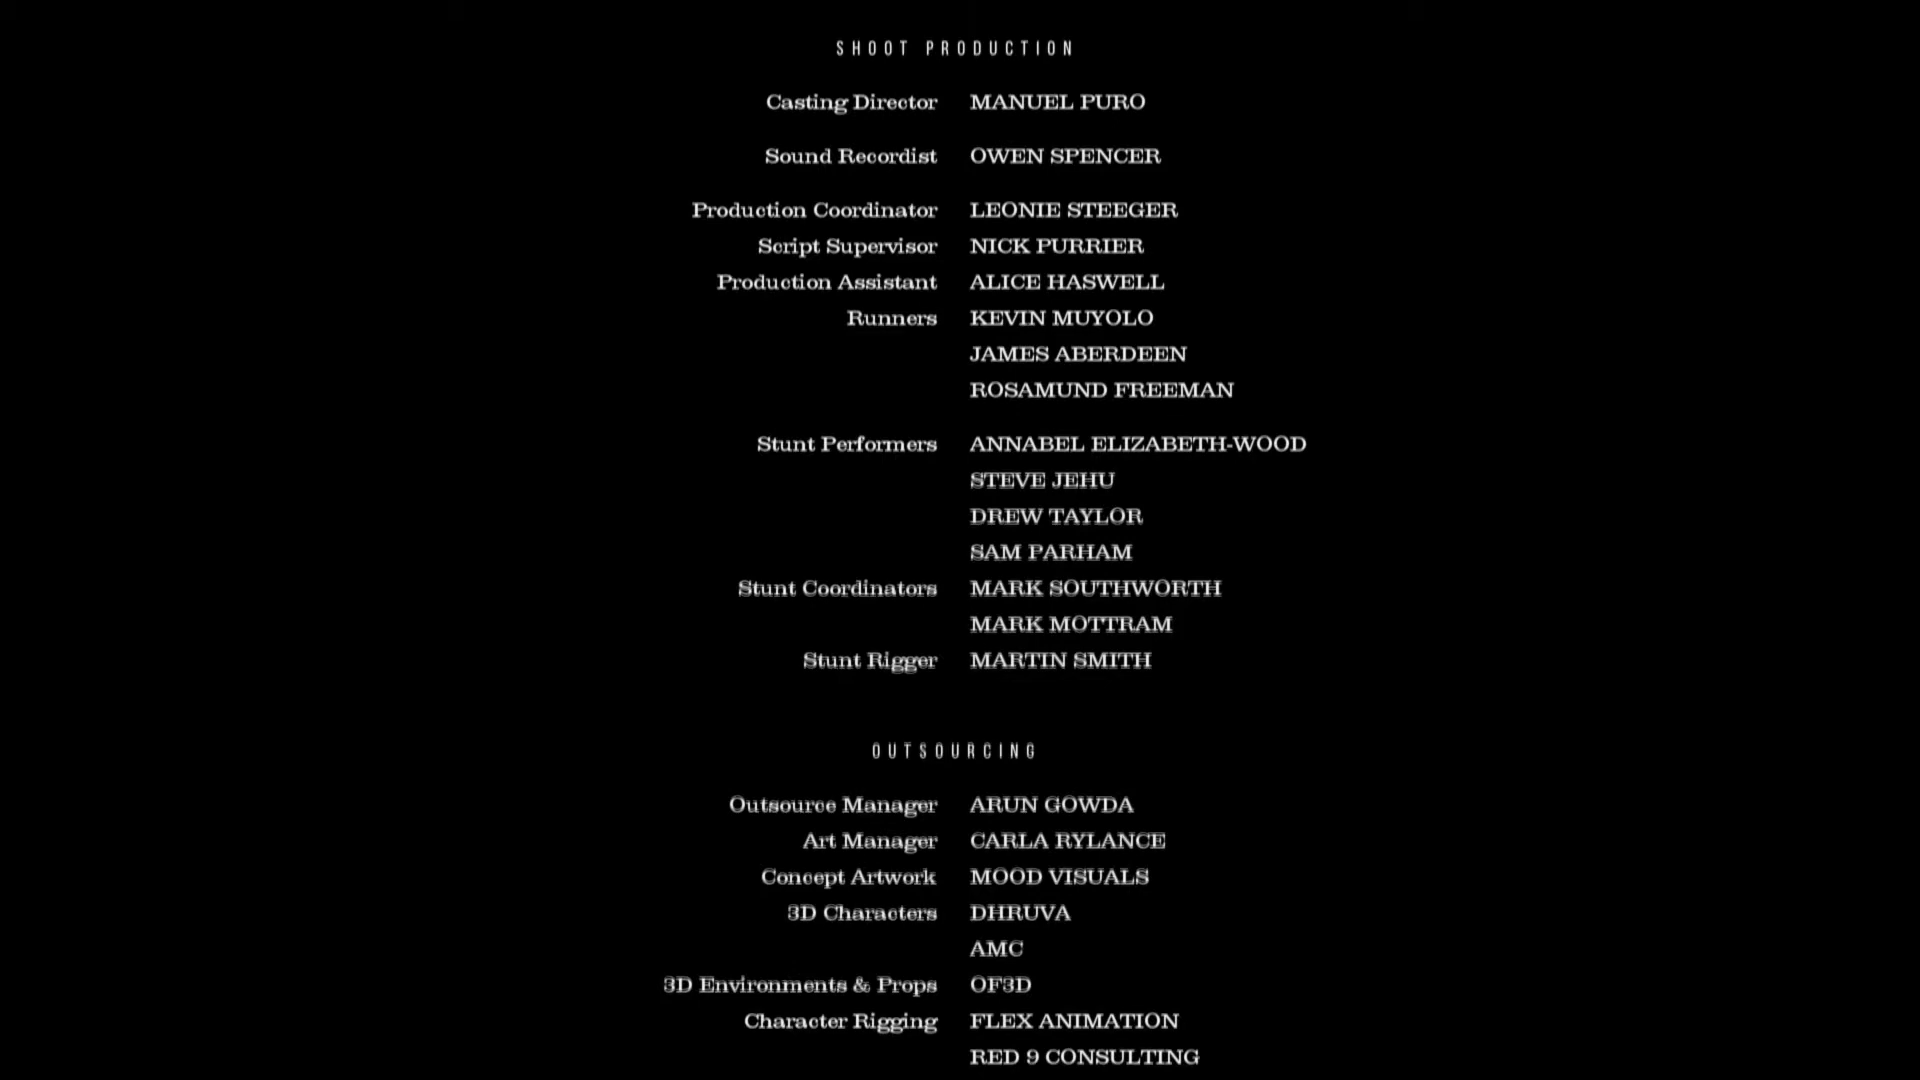 SHOOT PRODUCTION
Casting Director MANUEL PURO
Sound Recordist OWEN SPENCER
Production Coordinator LEONIE STEEGER
Script Supervisor NICK PURRIER
Production Assistant ALICE HASWELL
Runners KEVIN MUYOLO
JAMES ABERDEEN
ROSAMUND FREEMAN
Stunt Performers ANNABEL ELIZABETH-WOOD
STEVE JEHU
DREW TAYLOR
SAM PARHAM
Stunt Coordinators MARK SOUTHWORTH
MARK MOTTRAM
Stunt Rigger MARTIN SMITH
OUTSOURCING
Outsource Manager ARUN GOWDA
Art Manager CARLA RYLANCE
Concept Artwork MOOD VISUALS
3D Characters DHRUVA
AMC
3D Environments & Props OF3D
Character Rigging FLEX ANIMATION
RED 9 CONSULTING